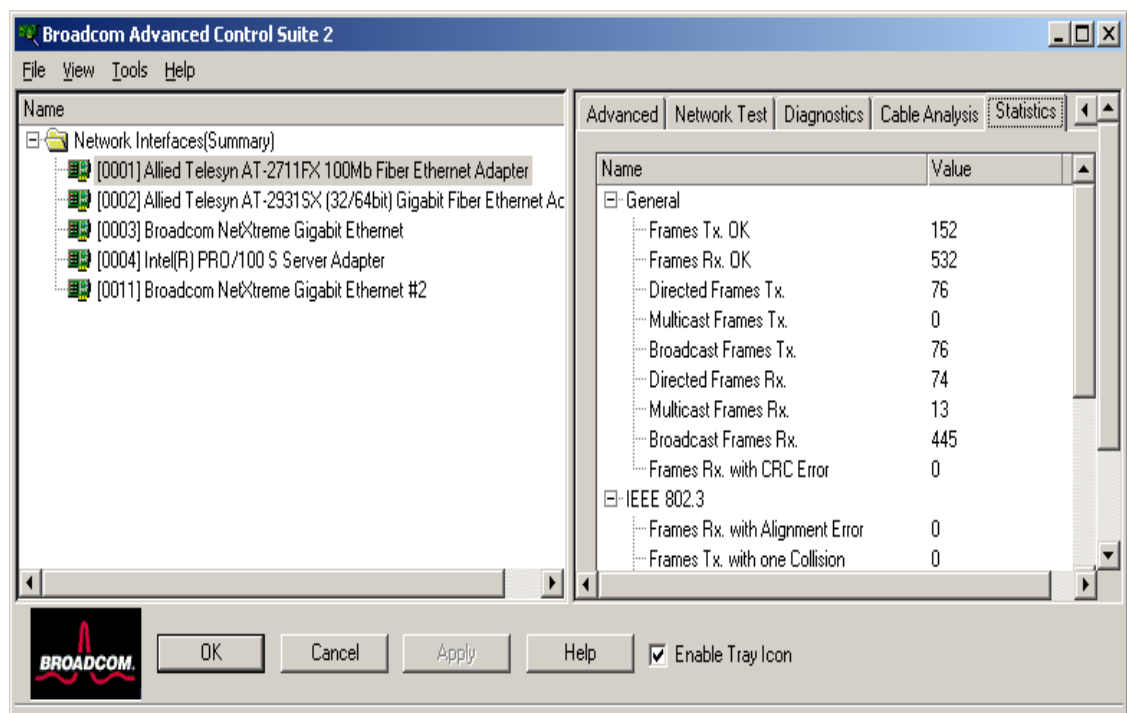 Broadcom Advanced Control Suite 2
File View Tools Help
Name
Network Interfaces(Summary)
[0001] Allied Telesyn AT-2711FX 100Mb Fiber Ethernet Adapter
[0002] Allied Telesyn AT-2931SX (32/64bit) Gigabit Fiber Ethernet Ac
[0003] Broadcom NetXtreme Gigabit Ethernet
[0004] Intel(R) PRO/100 S Server Adapter
[0011] Broadcom NetXtreme Gigabit Ethernet #2
Advanced Network Test Diagnostics Cable Analysis Statistics
Name Value
General
Frames Tx. OK 152
Frames Rx. OK 532
Directed Frames Tx. 76
Multicast Frames Tx. 0
Broadcast Frames Tx. 76
Directed Frames Rx. 74
Multicast Frames Rx. 13
Broadcast Frames Rx. 445
Frames Rx. with CRC Error 0
IEEE 802.3
Frames Rx. with Alignment Error 0
Frames Tx. with one Collision 0
BROADCOM.
OK Cancel Apply Help Enable Tray Icon